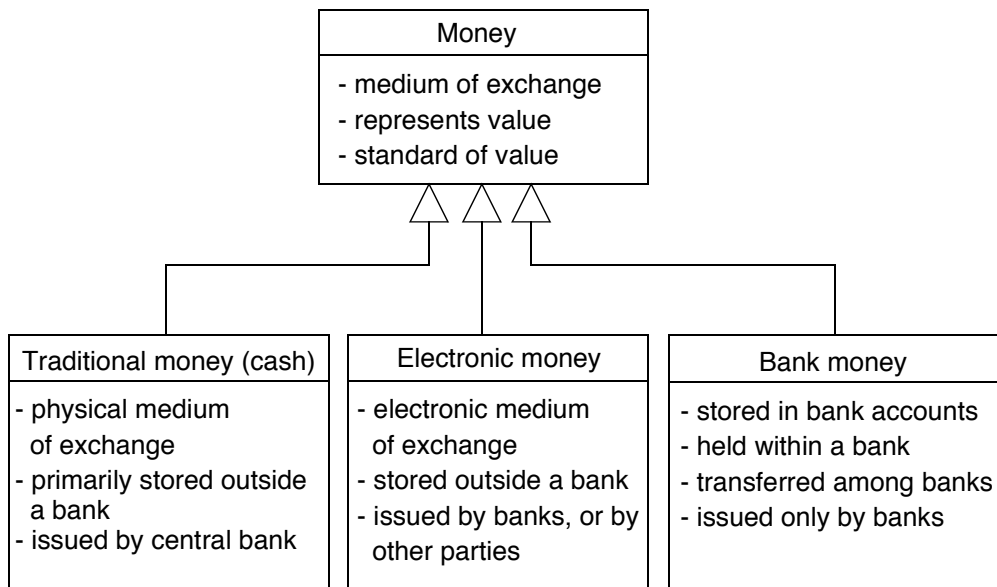 Money
- medium of exchange
- represents value
- standard of value
Traditional money (cash)
- physical medium
of exchange
- primarily stored outside
a bank
- issued by central bank
Electronic money
- electronic medium
of exchange
- stored outside a bank
- issued by banks, or by
other parties
Bank money
- stored in bank accounts
- held within a bank
- transferred among banks
- issued only by banks